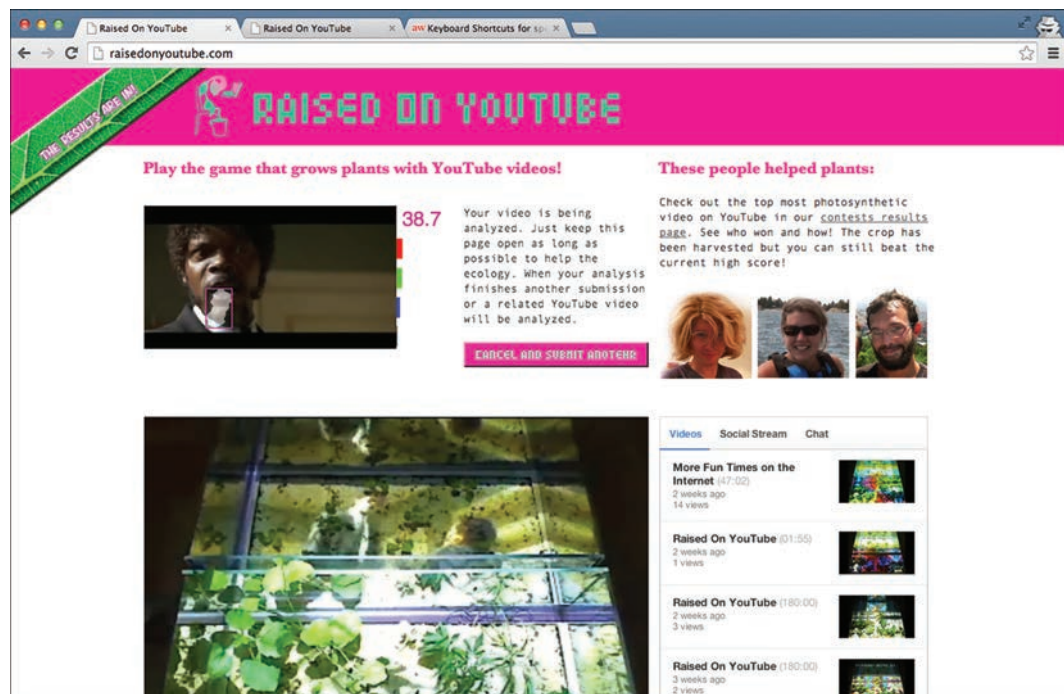 Raised On YouTube
Raised On YouTube
aw Keyboard Shortcuts for sp
raisedonyoutube.com
THE RESULTS ARE IN!
RAISED ON YOUTUBE
Play the game that grows plants with YouTube videos!
38.7
Your video is being
analyzed. Just keep this
page open as long as
possible to help the
ecology. When your analysis
finishes another submission
or a related YouTube video
will be analyzed.
CANCEL AND SUBMIT ANOTEHR
These people helped plants:
Check out the top most photosynthetic
video on YouTube in our contests results
page. See who won and how! The crop has
been harvested but you can still beat the
current high score!
Videos Social Stream Chat
More Fun Times on the
Internet (47:02)
2 weeks ago
14 views
Raised On YouTube (01:55)
2 weeks ago
1 views
Raised On YouTube (180:00)
2 weeks ago
3 views
Raised On YouTube (180:00)
3 weeks ago
2 views